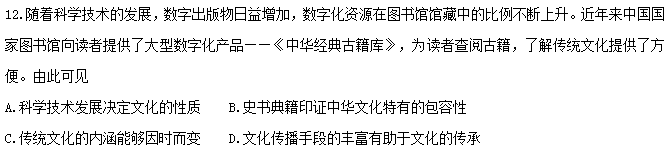 12.随着科学技术的发展，数字出版物日益增加，数字化资源在图书馆馆藏中的比例不断上升。近年来中国国
家图书馆向读者提供了大型数字化产品——《中华经典古籍库》，为读者查阅古籍，了解传统文化提供了方
便。由此可见
A.科学技术发展决定文化的性质 B.史书典籍印证中华文化特有的包容性
C.传统文化的内涵能够因时而变 D.文化传播手段的丰富有助于文化的传承